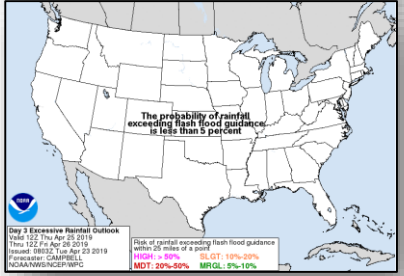 The probability of rainfall
exceeding flash flood guidance
is less than 5 percent
noaa
Day 3 Excessive Rainfall Outlook
Valid 12Z Thu Apr 25 2019
Thru 12Z Fri Apr 26 2019
Issued: 0803Z Tue Apr 23 2019
Forecaster: CAMPBELL
NOAA/NWS/NCEP/WPC
Risk of rainfall exceeding flash flood guidance
within 25 miles of a point
HIGH: > 50% SLGT: 10%-20%
MDT: 20%-50% MRGL: 5%-10%